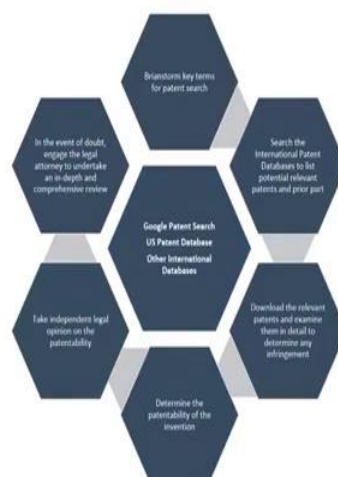 Brianstorm key terms
for patent search
Search the
International Patent
Databases to list
potential relevant
patents and prior part
Download the relevant
patents and examine
them in detail to
determine any
infringement
Determine the
patentability of the
invention
Take independent legal
opinion on the
patentability
In the event of doubt,
engage the legal
attorney to undertake
an in-depth and
comprehensive review
Google Patent Search
US Patent Database
Other International
Databases